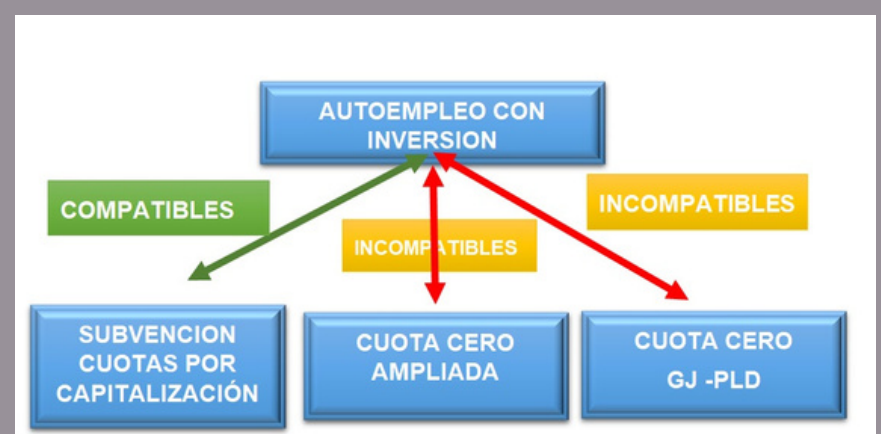 AUTOEMPLEO CON
INVERSION
COMPATIBLES
INCOMPATIBLES
INCOMPATIBLES
SUBVENCION
CUOTAS POR
CAPITALIZACIÓN
CUOTA CERO
AMPLIADA
CUOTA CERO
GJ -PLD